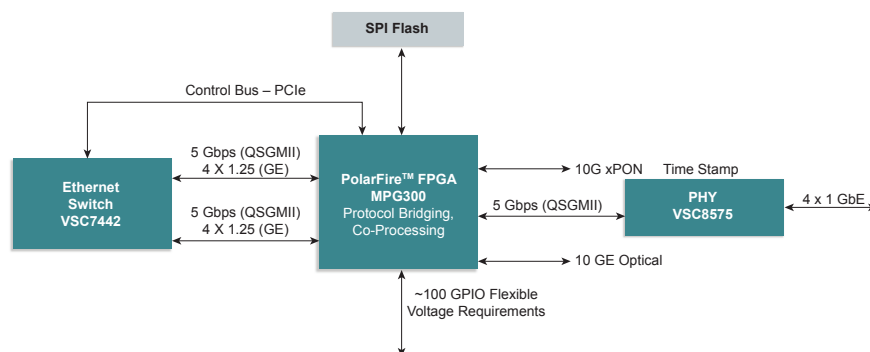 SPI Flash
Control Bus – PCIe
5 Gbps (QSGMII)
4 X 1.25 (GE)
Ethernet
Switch
VSC7442
5 Gbps (QSGMII)
4 X 1.25 (GE)
PolarFire™ FPGA
MPG300
Protocol Bridging,
Co-Processing
10G xPON
Time Stamp
5 Gbps (QSGMII)
PHY
VSC8575
4 x 1 GbE
10 GE Optical
~100 GPIO Flexible
Voltage Requirements